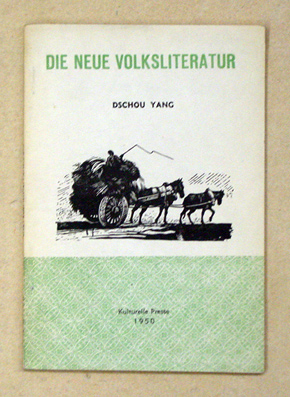 DIE NEUE VOLKSLITERATUR
DSCHOU YANG
Kulturelle Presse
1950